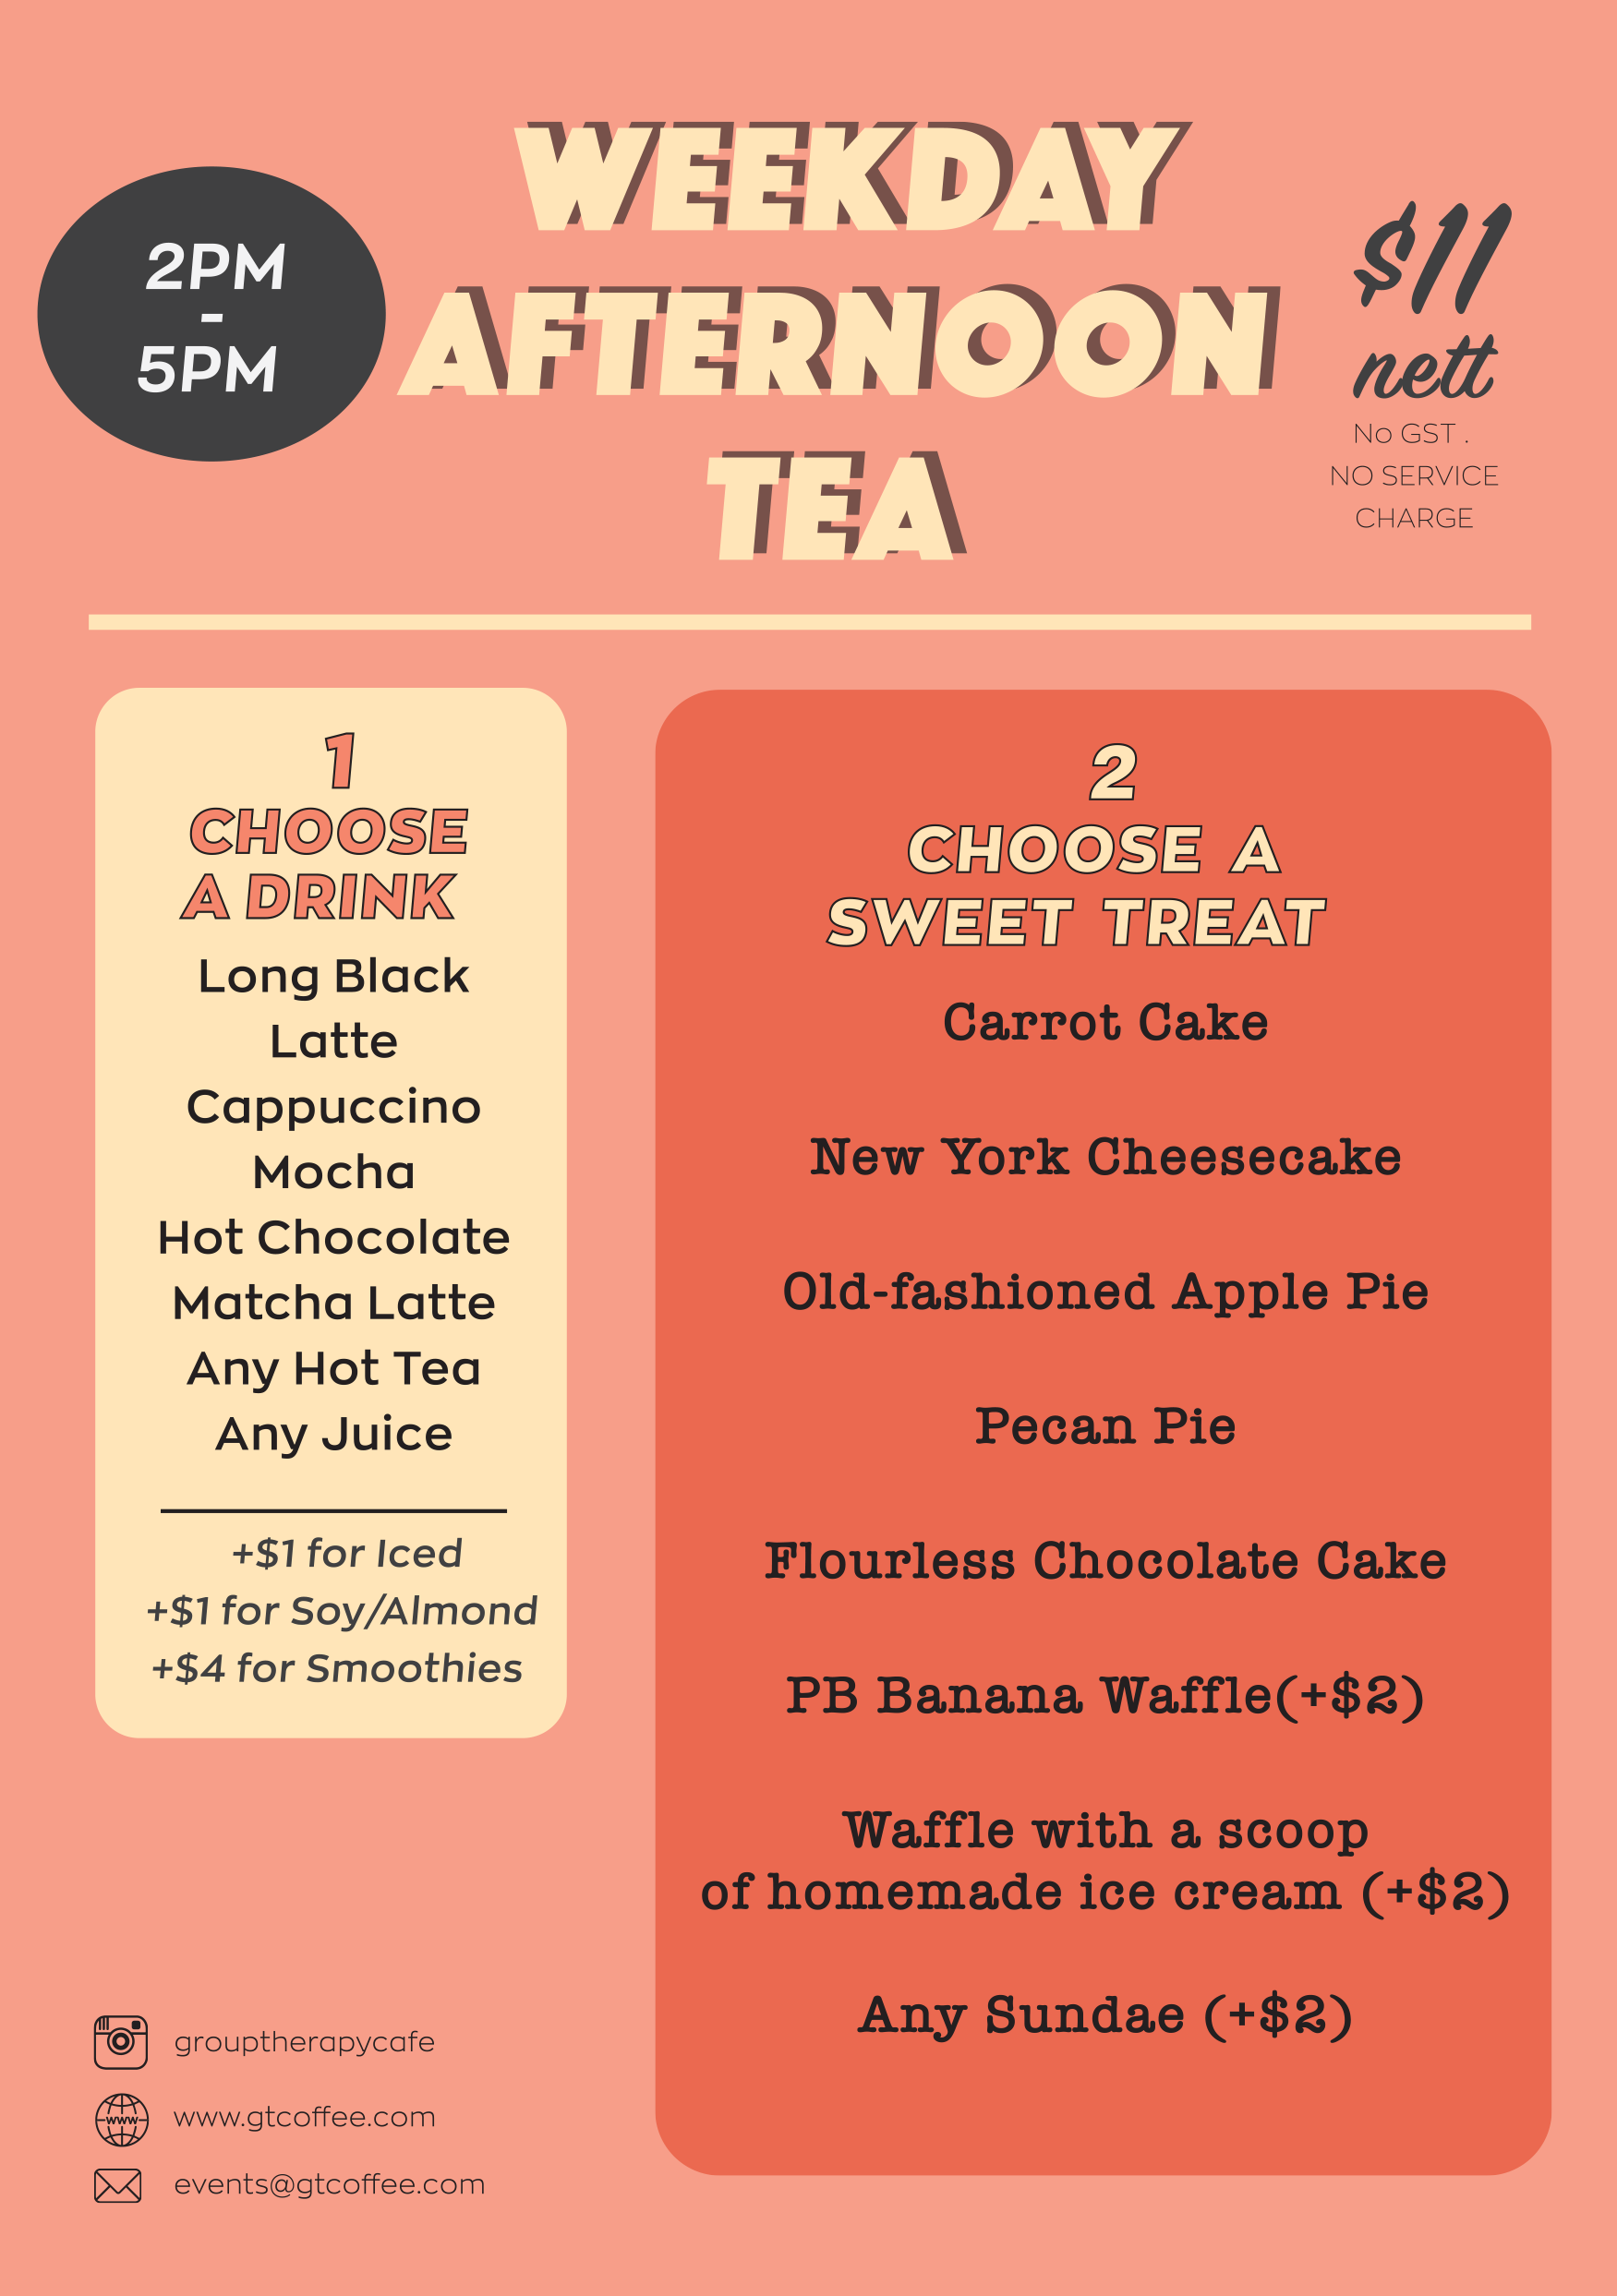 WEEKDAY
AFTERNOON
TEA
2PM
-
5PM
$11
nett
No GST .
NO SERVICE
CHARGE
1
CHOOSE
A DRINK
Long Black
Latte
Cappuccino
Mocha
Hot Chocolate
Matcha Latte
Any Hot Tea
Any Juice
+$1 for Iced
+$1 for Soy/Almond
+$4 for Smoothies
2
CHOOSE A
SWEET TREAT
Carrot Cake
New York Cheesecake
Old-fashioned Apple Pie
Pecan Pie
Flourless Chocolate Cake
PB Banana Waffle(+$2)
Waffle with a scoop
of homemade ice cream (+$2)
Any Sundae (+$2)
grouptherapycafe
www
www.gtcoffee.com
events@gtcoffee.com